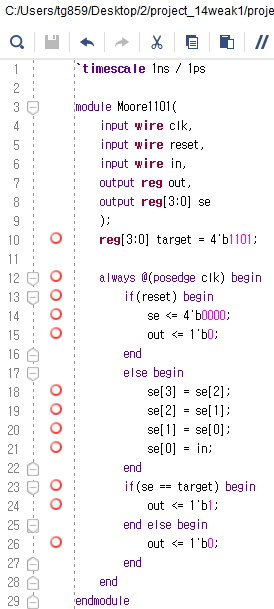 C:/Users/tg859/Desktop/2/project_14weak1/proje
1 `timescale 1ns / 1ps
2
3 module Moore1101(
4 input wire clk,
5 input wire reset,
6 input wire in,
7 output reg out,
8 output reg[3:0] se
9 );
10 reg[3:0] target = 4'b1101;
11
12 always @(posedge clk) begin
13 if(reset) begin
14 se <= 4'b0000;
15 out <= 1'b0;
16 end
17 else begin
18 se[3] = se[2];
19 se[2] = se[1];
20 se[1] = se[0];
21 se[0] = in;
22 end
23 if(se == target) begin
24 out <= 1'b1;
25 end else begin
26 out <= 1'b0;
27 end
28 end
29 endmodule